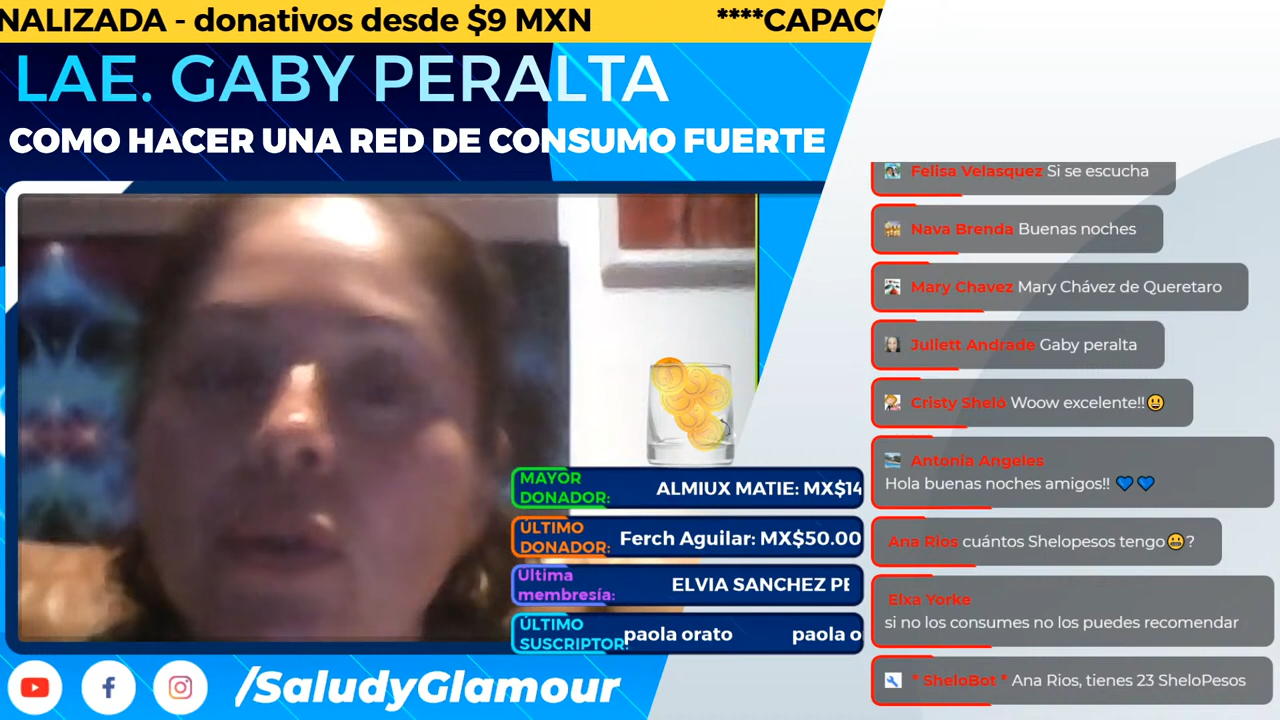 NALIZADA - donativos desde $9 MXN ****CAPACI
LAE. GABY PERALTA
COMO HACER UNA RED DE CONSUMO FUERTE
Felisa Velasquez Si se escucha
Nava Brenda Buenas noches
Mary Chavez Mary Chávez de Queretaro
Juliett Andrade Gaby peralta
Cristy Sheló Woow excelente!!😀
Antonia Angeles
Hola buenas noches amigos!! 💙💙
Ana Rios cuántos Shelopesos tengo😀?
Elxa Yorke
si no los consumes no los puedes recomendar
* SheloBot * Ana Rios, tienes 23 SheloPesos
MAYOR
DONADOR:
ALMIUX MATIE: MX$14
ÚLTIMO
DONADOR:
Ferch Aguilar: MX$50.00
Última
membresía:
ELVIA SANCHEZ PE
ÚLTIMO
SUSCRIPTOR:
paola orato paola o
/SaludyGlamour